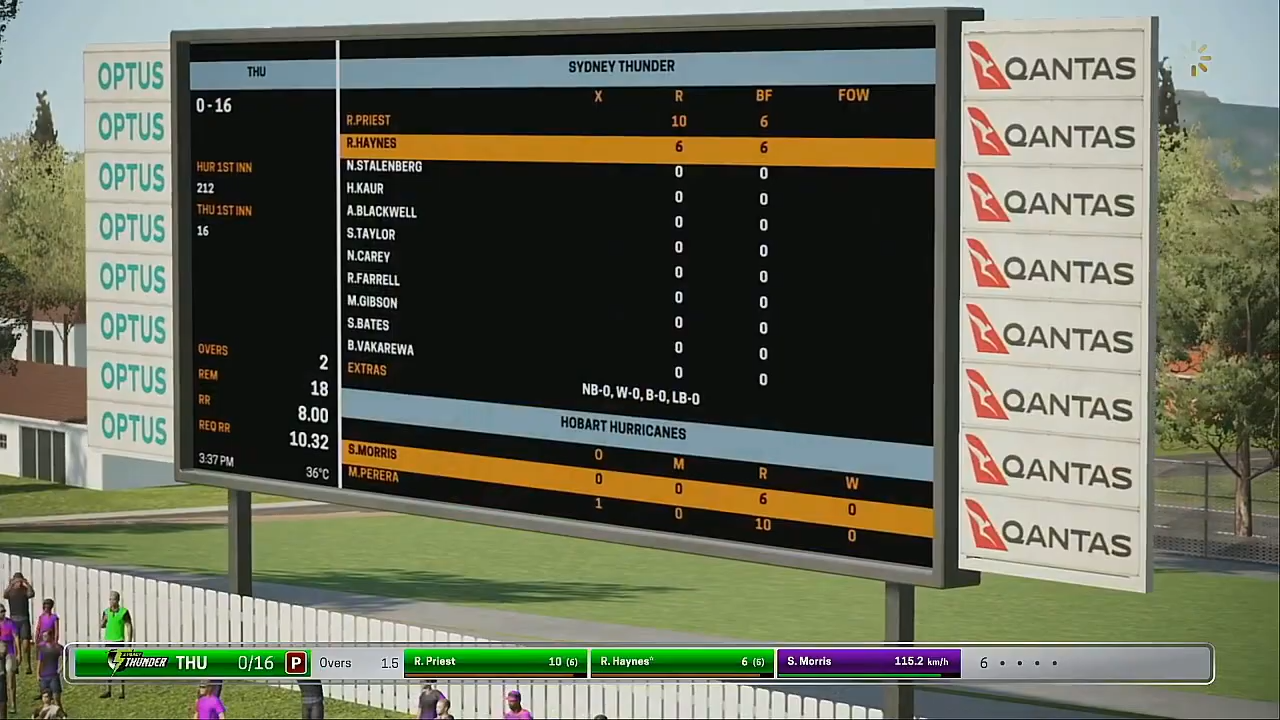 OPTUS
OPTUS
OPTUS
OPTUS
OPTUS
OPTUS
OPTUS
OPTUS
THU
0-16
HUR 1ST INN
212
THU 1ST INN
16
OVERS 2
REM 18
RR 8.00
REQ RR 10.32
3:37 PM 36°C
SYDNEY THUNDER
X R BF FOW
R.PRIEST 10 6
R.HAYNES 6 6
N.STALENBERG 0 0
H.KAUR 0 0
A.BLACKWELL 0 0
S.TAYLOR 0 0
N.CAREY 0 0
R.FARRELL 0 0
M.GIBSON 0 0
S.BATES 0 0
B.VAKAREWA 0 0
EXTRAS
NB-0, W-0, B-0, LB-0
HOBART HURRICANES
O M R W
S.MORRIS 0 0 6 0
M.PERERA 1 0 10 0
QANTAS
QANTAS
QANTAS
QANTAS
QANTAS
QANTAS
QANTAS
QANTAS
THUNDER THU 0/16 P Overs 1.5 R. Priest 10 (6) R. Haynes* 6 (5) S. Morris 115.2 km/h 6 • • • •